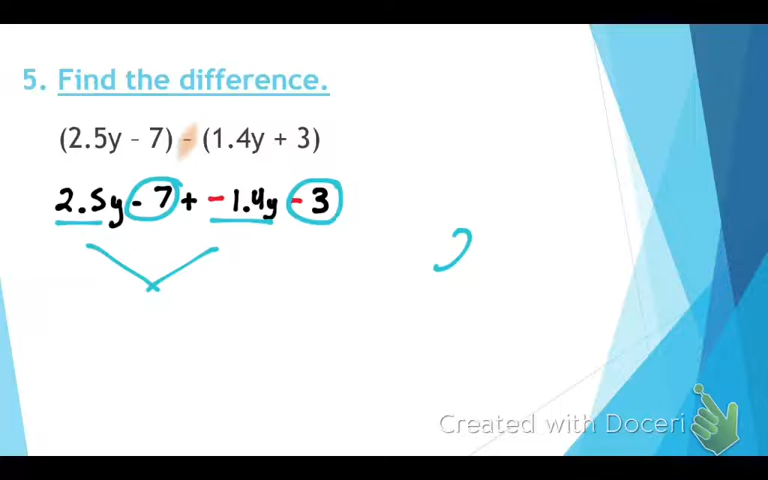 5. Find the difference.
(2.5y - 7) - (1.4y + 3)
2.5y - 7 + - 1.4y - 3
Created with Doceri